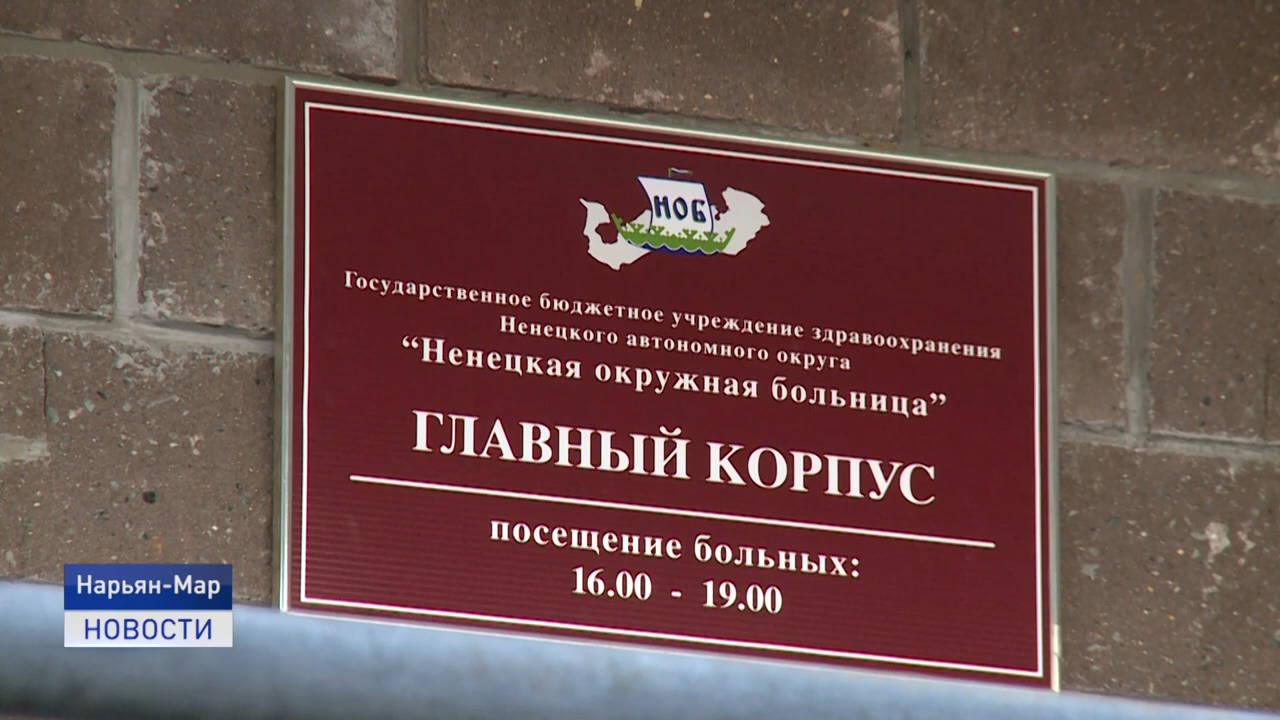 НОБ
Государственное бюджетное учреждение здравоохранения
Ненецкого автономного округа
“Ненецкая окружная больница”
ГЛАВНЫЙ КОРПУС
посещение больных:
16.00 - 19.00
Нарьян-Мар
НОВОСТИ